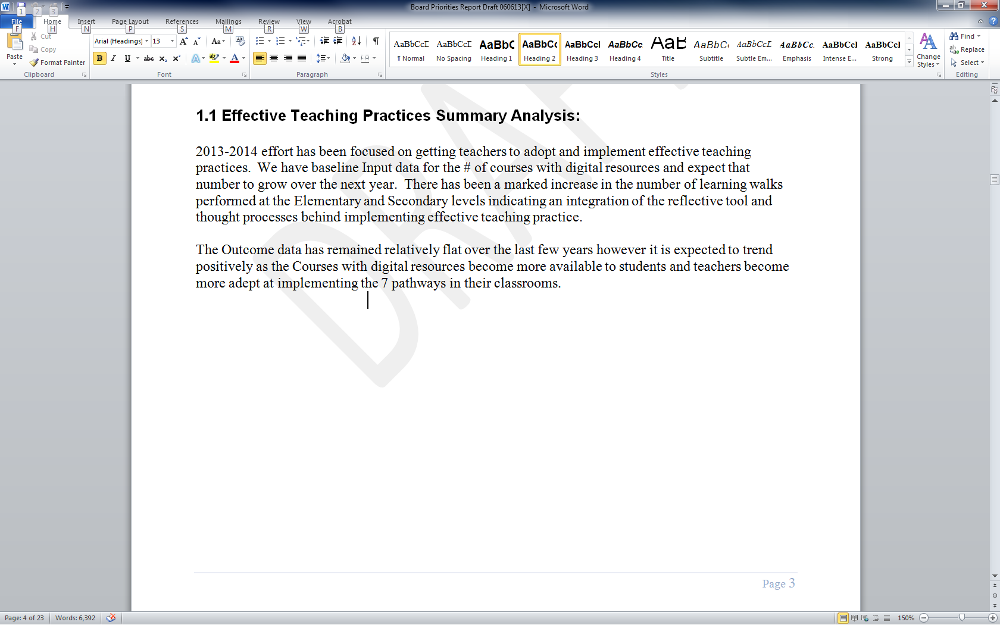 Board Priorities Report Draft 060613[X] - Microsoft Word
1 2 3
File Home Insert Page Layout References Mailings Review View Acrobat
F H N P S M R W B
Paste
Cut
Copy
Format Painter
Clipboard
Arial (Headings) 13
Font
Paragraph
AaBbCcD AaBbCcD AaBbC AaBbCc AaBbCcI AaBbCc AaB AaBbCc AaBbCcD AaBbCc. AaBbCcI AaBbCcI
¶ Normal No Spacing Heading 1 Heading 2 Heading 3 Heading 4 Title Subtitle Subtle Em... Emphasis Intense E... Strong
Styles
Change
Styles
Find
Replace
Select
Editing
DRAFT
1.1 Effective Teaching Practices Summary Analysis:
2013-2014 effort has been focused on getting teachers to adopt and implement effective teaching
practices. We have baseline Input data for the # of courses with digital resources and expect that
number to grow over the next year. There has been a marked increase in the number of learning walks
performed at the Elementary and Secondary levels indicating an integration of the reflective tool and
thought processes behind implementing effective teaching practice.
The Outcome data has remained relatively flat over the last few years however it is expected to trend
positively as the Courses with digital resources become more available to students and teachers become
more adept at implementing the 7 pathways in their classrooms.
Page 3
Page: 4 of 23 Words: 6,392 150%